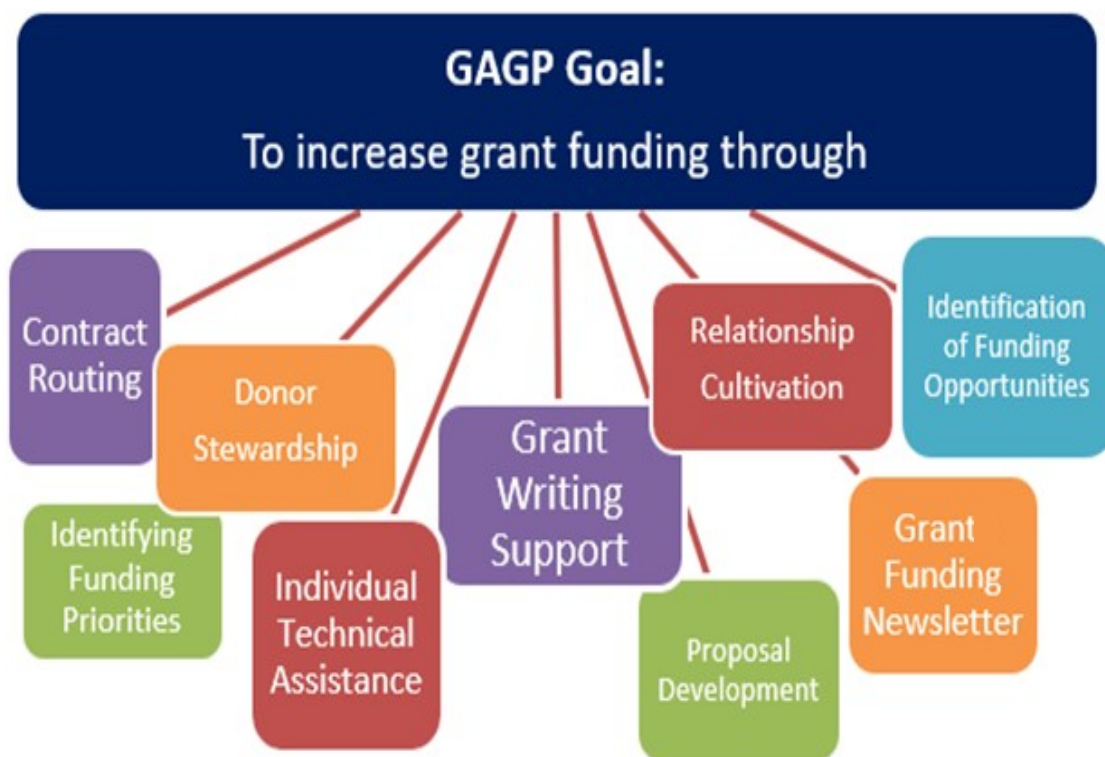 GAGP Goal:
To increase grant funding through
Contract
Routing
Donor
Stewardship
Identifying
Funding
Priorities
Individual
Technical
Assistance
Grant
Writing
Support
Relationship
Cultivation
Proposal
Development
Identification
of Funding
Opportunities
Grant
Funding
Newsletter